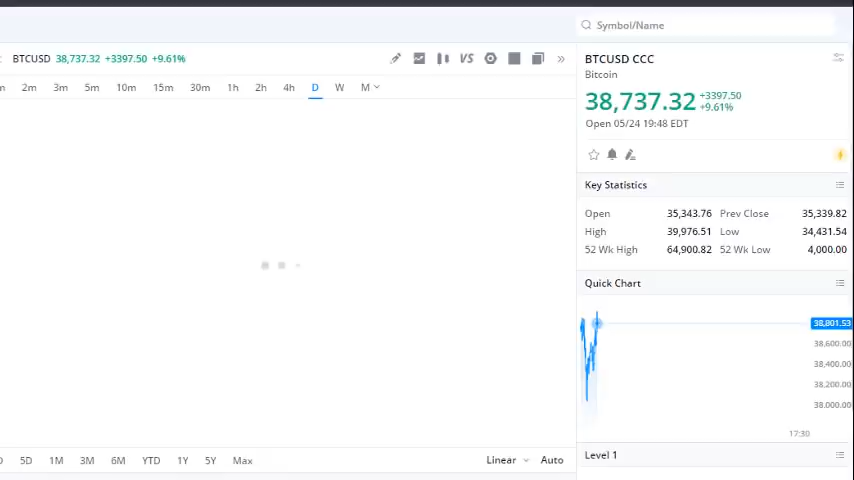 Symbol/Name
BTCUSD 38,737.32 +3397.50 +9.61%
VS
2m 3m 5m 10m 15m 30m 1h 2h 4h D W M
BTCUSD CCC
Bitcoin
38,737.32 +3397.50
+9.61%
Open 05/24 19:48 EDT
Key Statistics
Open 35,343.76 Prev Close 35,339.82
High 39,976.51 Low 34,431.54
52 Wk High 64,900.82 52 Wk Low 4,000.00
Quick Chart
38,801.53
38,600.00
38,400.00
38,200.00
38,000.00
17:30
Level 1
5D 1M 3M 6M YTD 1Y 5Y Max Linear Auto